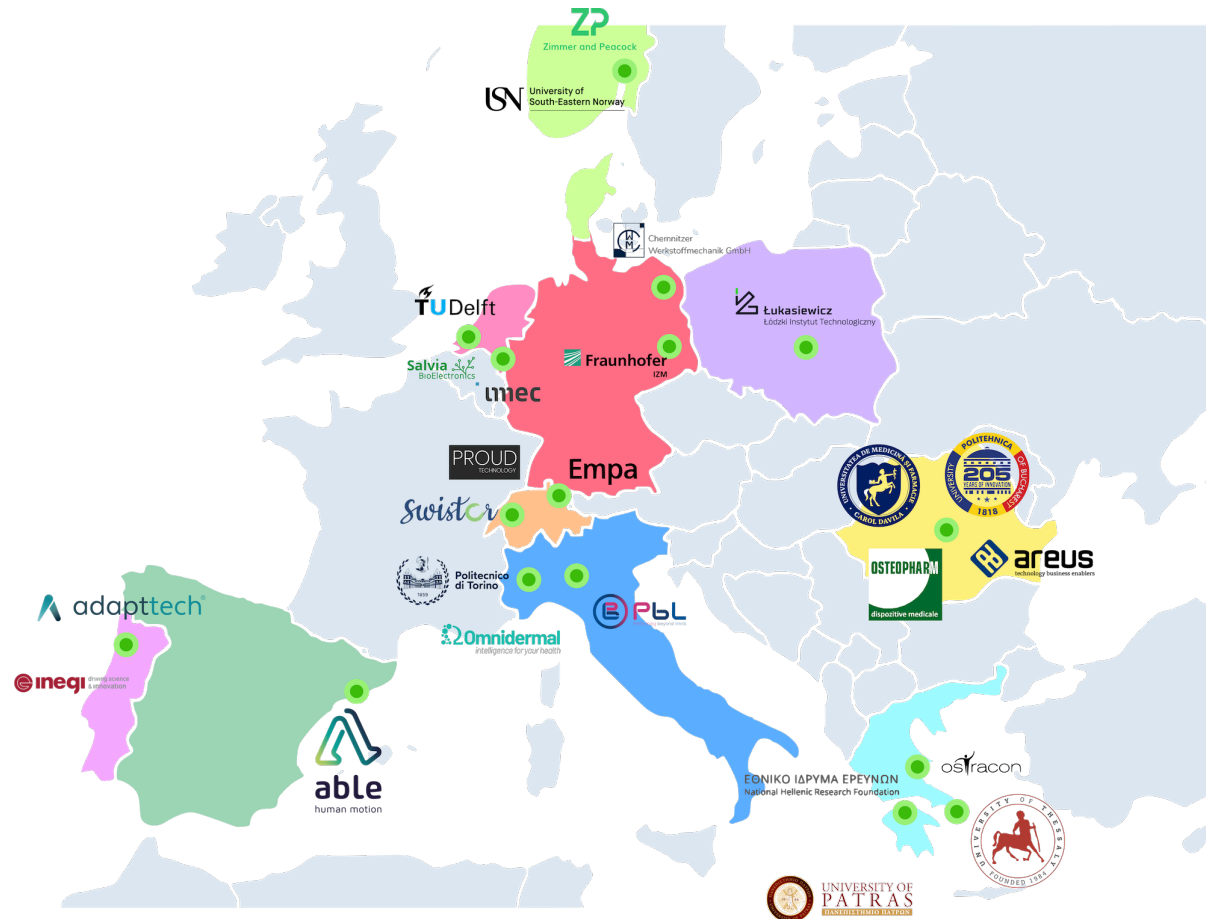 ZP
Zimmer and Peacock
USN University of
South-Eastern Norway
CWM
Chemnitzer
Werkstoffmechanik GmbH
TUDelft
Łukasiewicz
Łódzki Instytut Technologiczny
Salvia
BioElectronics
Fraunhofer
IZM
imec
PROUD
TECHNOLOGY
Empa
UNIVERSITATEA DE MEDICINĂ ȘI FARMACIE
• CAROL DAVILA •
POLITEHNICA
UNIVERSITY
OF BUCHAREST
205
YEARS OF INNOVATION
1818
swistor
OSTEOPHARM
dispozitive medicale
areus
technology business enablers
Politecnico
di Torino
1859
PbL
adapttech®
2Omnidermal
intelligence for your health
inegi driving science
& innovation
able
human motion
ostracon
ΕΘΝΙΚΟ ΙΔΡΥΜΑ ΕΡΕΥΝΩΝ
National Hellenic Research Foundation
UNIVERSITY OF THESSALY
FOUNDED 1984
UNIVERSITY OF
PATRAS
ΠΑΝΕΠΙΣΤΗΜΙΟ ΠΑΤΡΩΝ